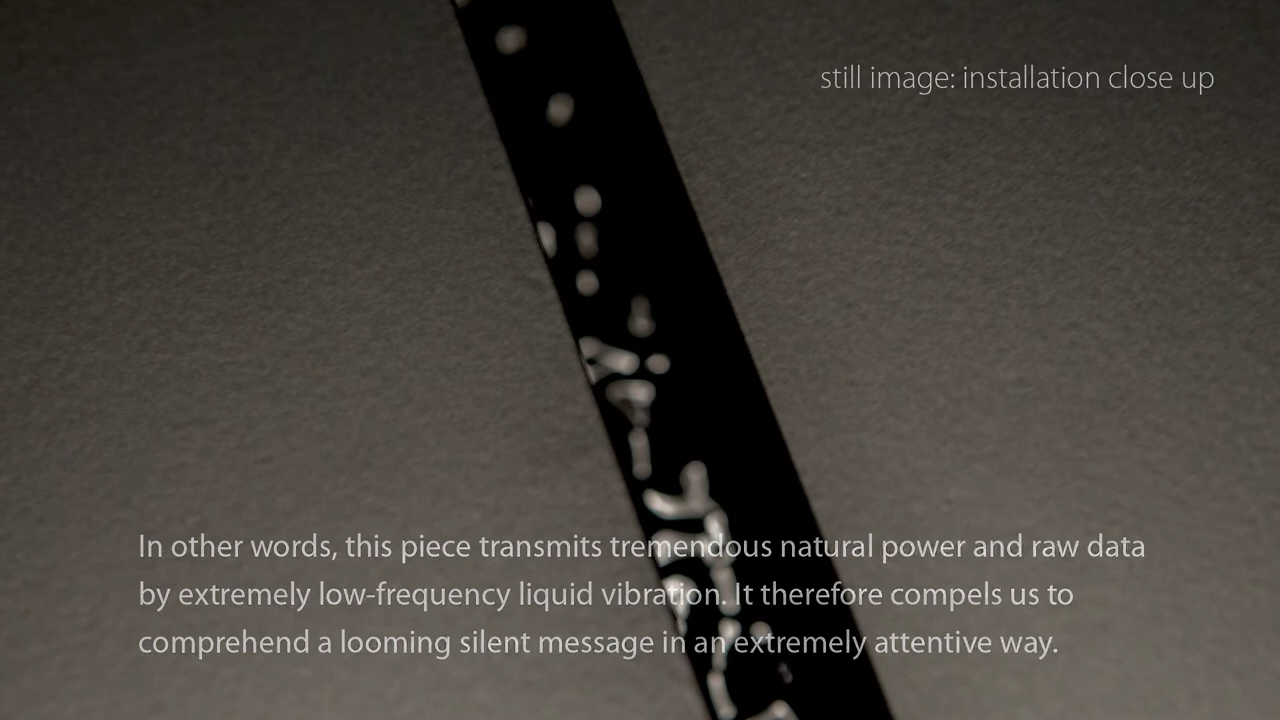 still image: installation close up
In other words, this piece transmits tremendous natural power and raw data
by extremely low-frequency liquid vibration. It therefore compels us to
comprehend a looming silent message in an extremely attentive way.